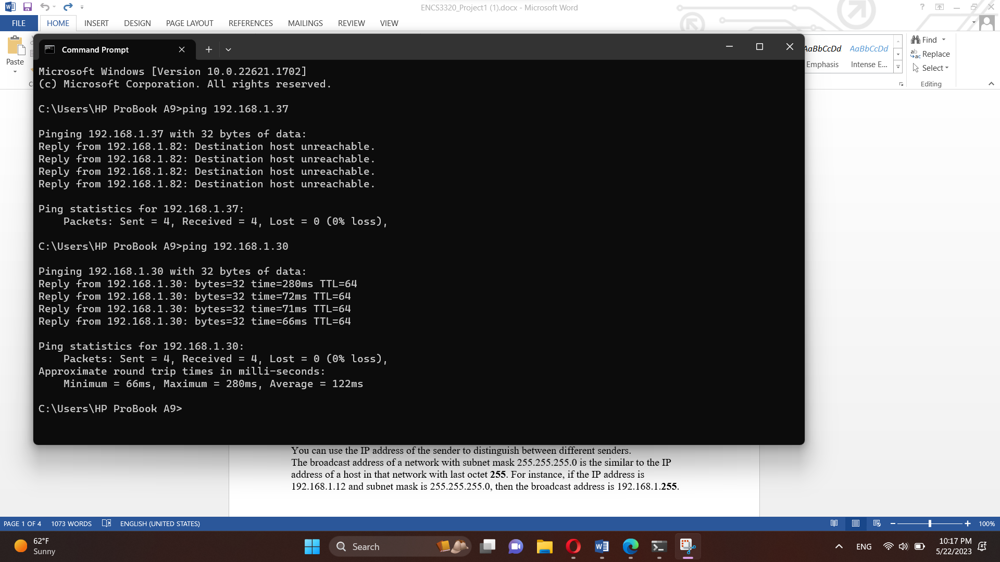 ENCS3320_Project1 (1).docx - Microsoft Word
FILE HOME INSERT DESIGN PAGE LAYOUT REFERENCES MAILINGS REVIEW VIEW
Paste
Command Prompt
AaBbCcDd AaBbCcDd
Emphasis Intense E...
Find
Replace
Select
Editing
Microsoft Windows [Version 10.0.22621.1702]
(c) Microsoft Corporation. All rights reserved.
C:\Users\HP ProBook A9>ping 192.168.1.37
Pinging 192.168.1.37 with 32 bytes of data:
Reply from 192.168.1.82: Destination host unreachable.
Reply from 192.168.1.82: Destination host unreachable.
Reply from 192.168.1.82: Destination host unreachable.
Reply from 192.168.1.82: Destination host unreachable.
Ping statistics for 192.168.1.37:
    Packets: Sent = 4, Received = 4, Lost = 0 (0% loss),
C:\Users\HP ProBook A9>ping 192.168.1.30
Pinging 192.168.1.30 with 32 bytes of data:
Reply from 192.168.1.30: bytes=32 time=280ms TTL=64
Reply from 192.168.1.30: bytes=32 time=72ms TTL=64
Reply from 192.168.1.30: bytes=32 time=71ms TTL=64
Reply from 192.168.1.30: bytes=32 time=66ms TTL=64
Ping statistics for 192.168.1.30:
    Packets: Sent = 4, Received = 4, Lost = 0 (0% loss),
Approximate round trip times in milli-seconds:
    Minimum = 66ms, Maximum = 280ms, Average = 122ms
C:\Users\HP ProBook A9>
You can use the IP address of the sender to distinguish between different senders.
The broadcast address of a network with subnet mask 255.255.255.0 is the similar to the IP
address of a host in that network with last octet 255. For instance, if the IP address is
192.168.1.12 and subnet mask is 255.255.255.0, then the broadcast address is 192.168.1.255.
PAGE 1 OF 4 1073 WORDS ENGLISH (UNITED STATES) 100%
62°F
Sunny
Search
ENG
10:17 PM
5/22/2023